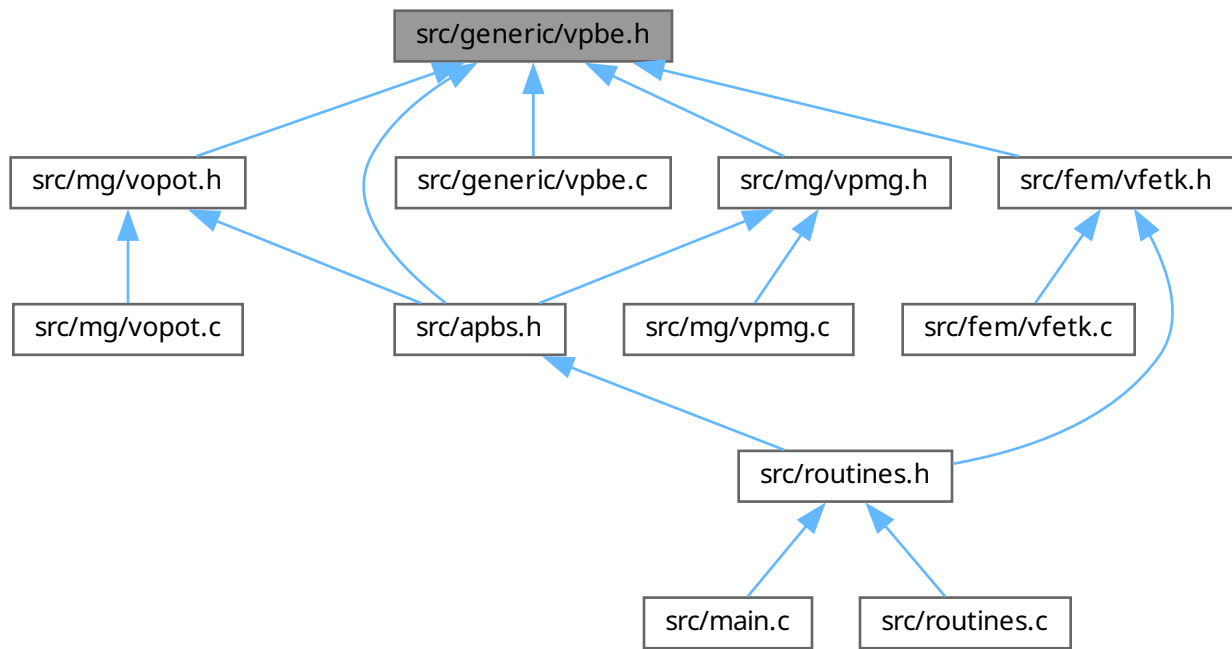 src/generic/vpbe.h
src/mg/vopot.h
src/generic/vpbe.c
src/mg/vpmg.h
src/fem/vfetk.h
src/mg/vopot.c
src/apbs.h
src/mg/vpmg.c
src/fem/vfetk.c
src/routines.h
src/main.c
src/routines.c